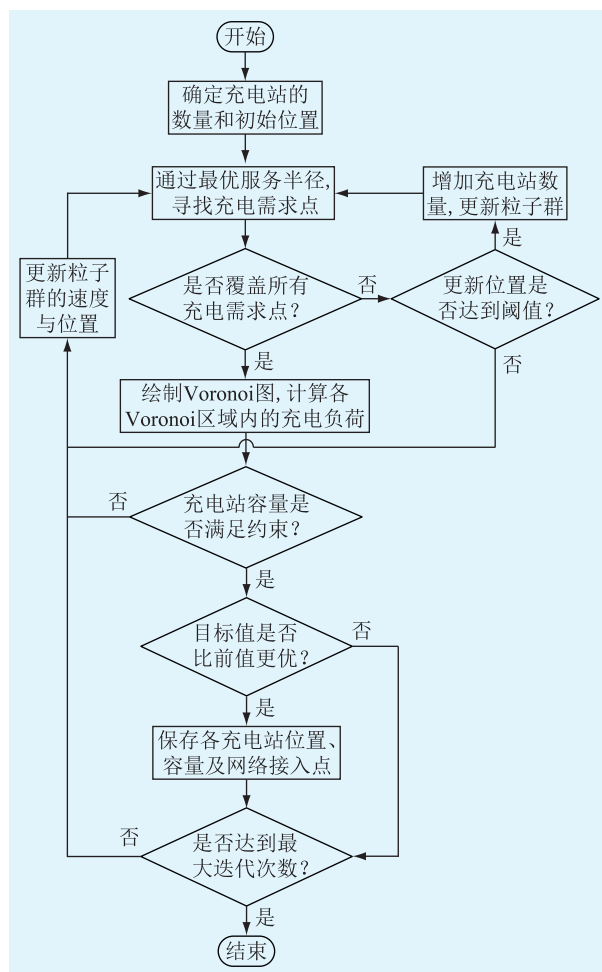 开始
确定充电站的
数量和初始位置
通过最优服务半径,
寻找充电需求点
增加充电站数
量,更新粒子群
是
更新粒子
群的速度
与位置
是否覆盖所有
充电需求点?
否
更新位置是
否达到阈值?
是
否
绘制Voronoi图,计算各
Voronoi区域内的充电负荷
否
充电站容量是
否满足约束?
是
目标值是否
比前值更优?
否
是
保存各充电站位置、
容量及网络接入点
否
是否达到最
大迭代次数?
是
结束